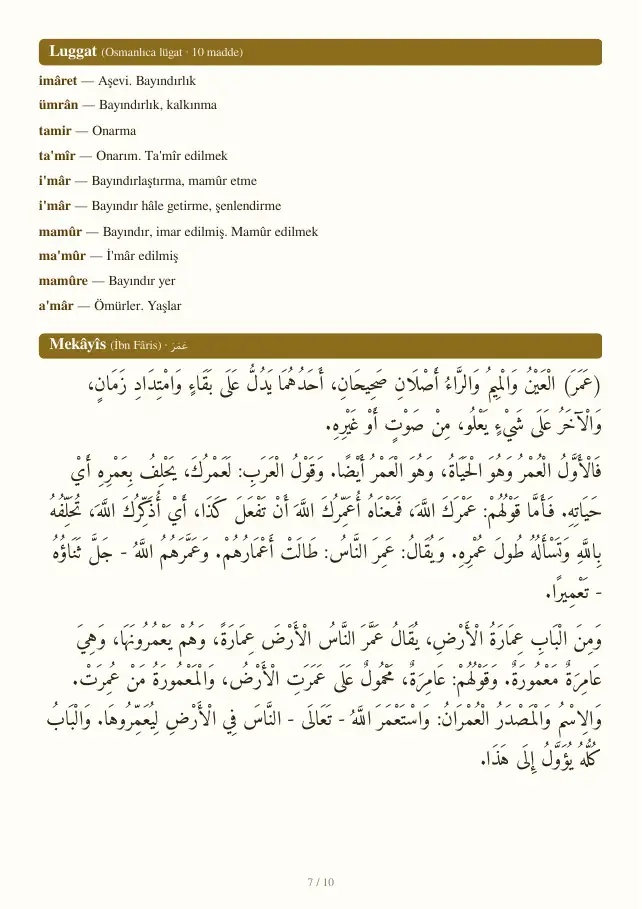 Luggat (Osmanlıca lügat · 10 madde)
imâret — Aşevi. Bayındırlık
ümrân — Bayındırlık, kalkınma
tamir — Onarma
ta'mîr — Onarım. Ta'mîr edilmek
i'mâr — Bayındırlaştırma, mamûr etme
i'mâr — Bayındır hâle getirme, şenlendirme
mamûr — Bayındır, imar edilmiş. Mamûr edilmek
ma'mûr — İ'mâr edilmiş
mamûre — Bayındır yer
a'mâr — Ömürler. Yaşlar
Mekâyîs (İbn Fâris) · عَمَرَ
(عَمَرَ) الْعَيْنُ وَالْمِيمُ وَالرَّاءُ أَصْلَانِ صَحِيحَانِ، أَحَدُهُمَا يَدُلُّ عَلَى بَقَاءٍ وَامْتِدَادِ زَمَانٍ،
وَالْآخَرُ عَلَى شَيْءٍ يَعْلُو، مِنْ صَوْتٍ أَوْ غَيْرِهِ.
فَالْأَوَّلُ الْعُمْرُ وَهُوَ الْحَيَاةُ، وَهُوَ الْعَمْرُ أَيْضًا. وَقَوْلُ الْعَرَبِ: لَعَمْرُكَ، يَحْلِفُ بِعَمْرِهِ أَيْ
حَيَاتِهِ. فَأَمَّا قَوْلُهُمْ: عَمْرَكَ اللَّهَ، فَمَعْنَاهُ أُعَمِّرُكَ اللَّهَ أَنْ تَفْعَلَ كَذَا، أَيْ أُذَكِّرُكَ اللَّهَ، تُحَلِّفُهُ
بِاللَّهِ وَتَسْأَلُهُ طُولَ عُمْرِهِ. وَيُقَالُ: عَمِرَ النَّاسُ: طَالَتْ أَعْمَارُهُمْ. وَعَمَّرَهُمُ اللَّهُ - جَلَّ ثَنَاؤُهُ
- تَعْمِيرًا.
وَمِنَ الْبَابِ عِمَارَةُ الْأَرْضِ، يُقَالُ عَمَّرَ النَّاسُ الْأَرْضَ عِمَارَةً، وَهُمْ يَعْمُرُونَهَا، وَهِيَ
عَامِرَةٌ مَعْمُورَةٌ. وَقَوْلُهُمْ: عَامِرَةٌ، مَحْمُولٌ عَلَى عَمَرَتِ الْأَرْضُ، وَالْمَعْمُورَةُ مَنْ عُمِرَتْ.
وَالِاسْمُ وَالْمَصْدَرُ الْعُمْرَانُ: وَاسْتَعْمَرَ اللَّهُ - تَعَالَى - النَّاسَ فِي الْأَرْضِ لِيُعَمِّرُوهَا. وَالْبَابُ
كُلُّهُ يُؤَوَّلُ إِلَى هَذَا.
7 / 10